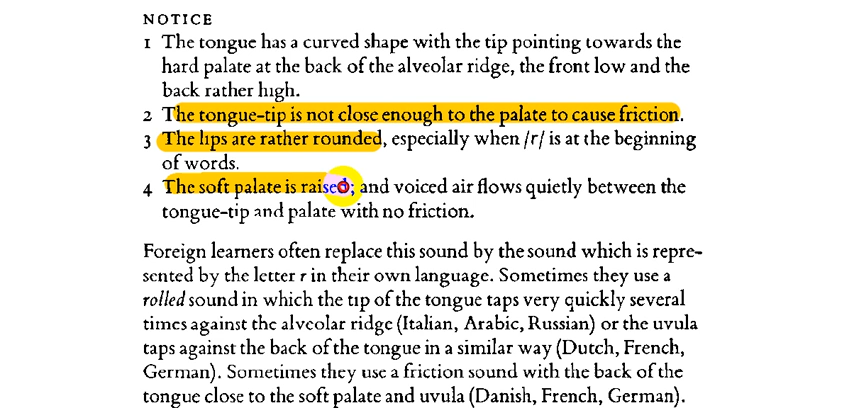 NOTICE
1 The tongue has a curved shape with the tip pointing towards the
hard palate at the back of the alveolar ridge, the front low and the
back rather high.
2 The tongue-tip is not close enough to the palate to cause friction.
3 The lips are rather rounded, especially when /r/ is at the beginning
of words.
4 The soft palate is raised; and voiced air flows quietly between the
tongue-tip and palate with no friction.
Foreign learners often replace this sound by the sound which is repre-
sented by the letter r in their own language. Sometimes they use a
rolled sound in which the tip of the tongue taps very quickly several
times against the alveolar ridge (Italian, Arabic, Russian) or the uvula
taps against the back of the tongue in a similar way (Dutch, French,
German). Sometimes they use a friction sound with the back of the
tongue close to the soft palate and uvula (Danish, French, German).